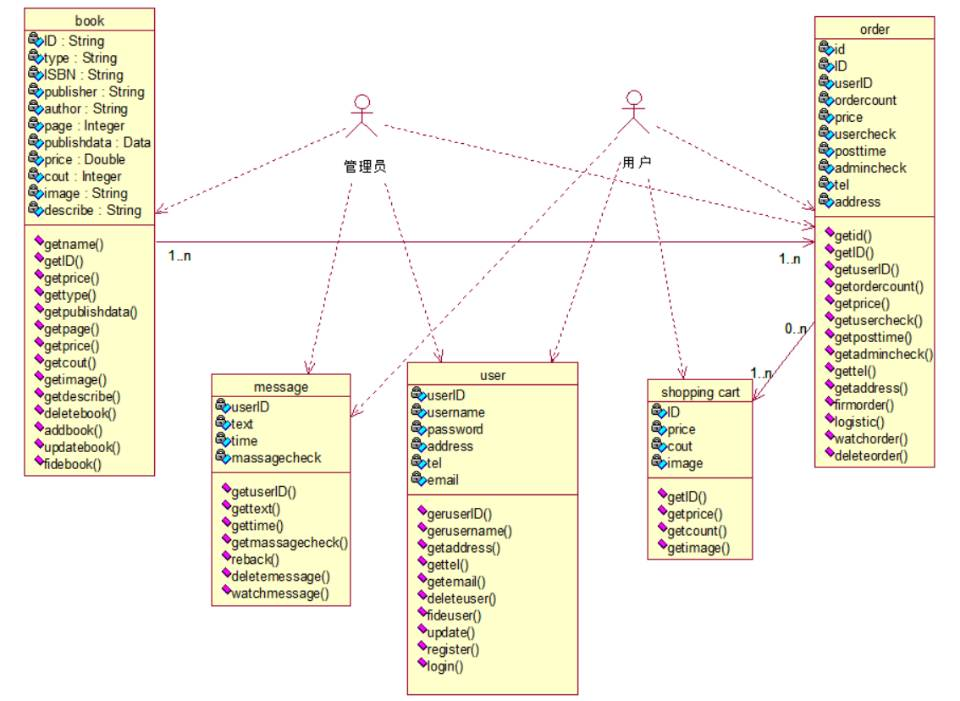 book
ID : String
type : String
ISBN : String
publisher : String
author : String
page : Integer
publishdata : Data
price : Double
cout : Integer
image : String
describe : String
getname()
getID()
getprice()
gettype()
getpublishdata()
getpage()
getprice()
getcout()
getimage()
getdescribe()
deletebook()
addbook()
updatebook()
fidebook()
管理员
用户
1..n
1..n
0..n
1..n
order
id
ID
userID
ordercount
price
usercheck
posttime
admincheck
tel
address
getid()
getID()
getuserID()
getordercount()
getprice()
getusercheck()
getposttime()
getadmincheck()
gettel()
getaddress()
firmorder()
logistic()
watchorder()
deleteorder()
message
userID
text
time
massagecheck
getuserID()
gettext()
gettime()
getmassagecheck()
reback()
deletemessage()
watchmessage()
user
userID
username
password
address
tel
email
geruserID()
gerusername()
getaddress()
gettel()
getemail()
deleteuser()
fideuser()
update()
register()
login()
shopping cart
ID
price
cout
image
getID()
getprice()
getcount()
getimage()